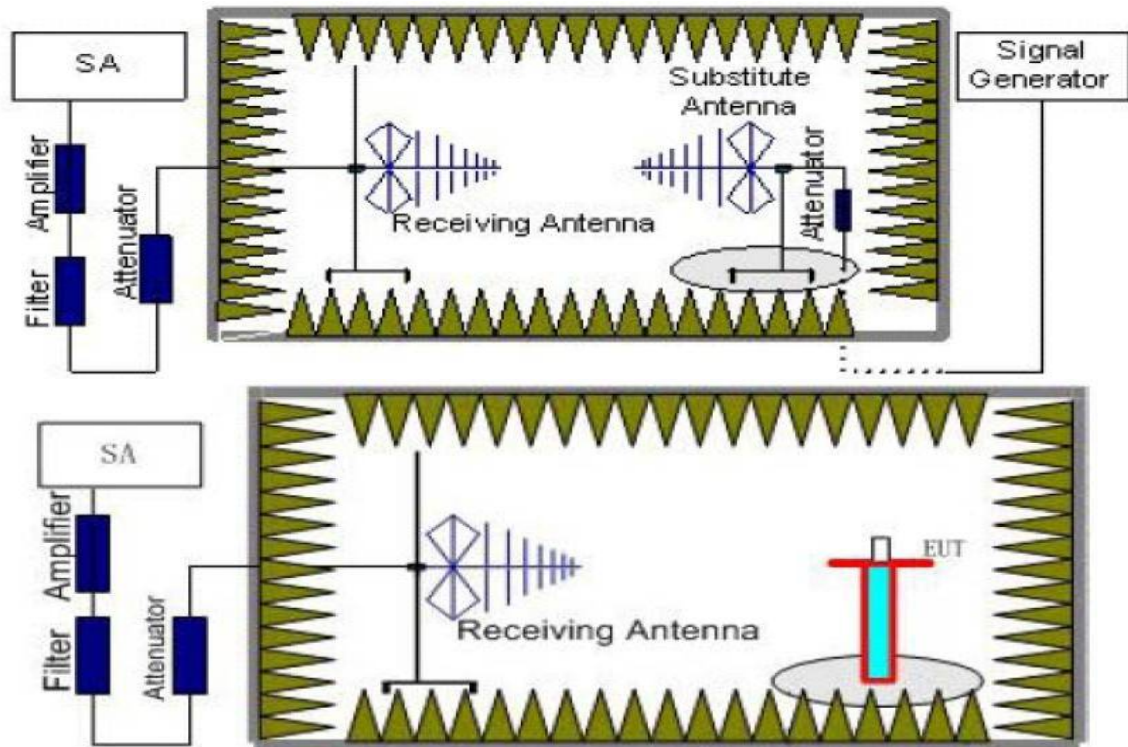 SA
Signal
Generator
Substitute
Antenna
Amplifier
Attenuator
Filter
Receiving Antenna
Attenuator
SA
Amplifier
EUT
Receiving Antenna
Filter
Attenuator